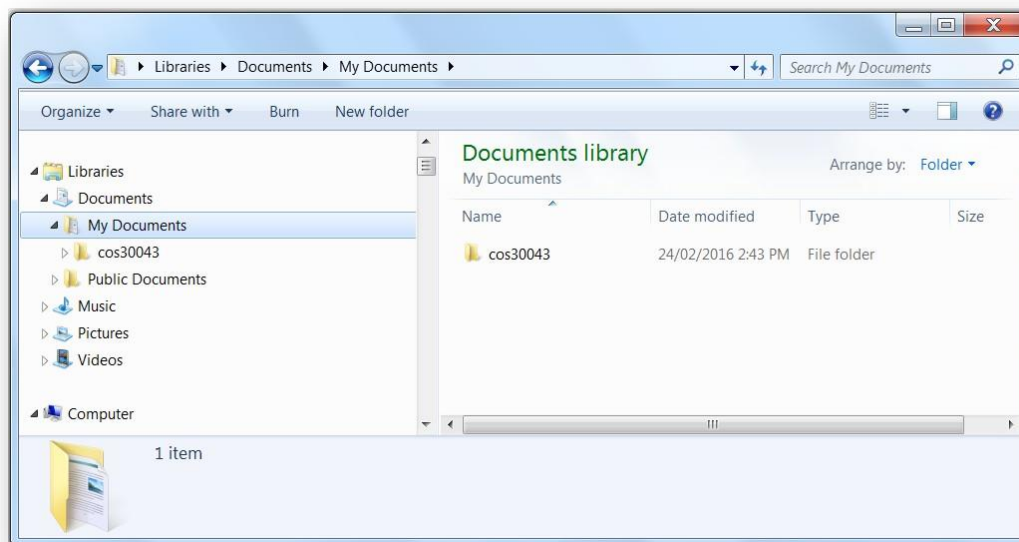 Libraries Documents My Documents
Search My Documents
Organize Share with Burn New folder
Libraries
Documents
My Documents
cos30043
Public Documents
Music
Pictures
Videos
Computer
Documents library
My Documents
Arrange by: Folder
Name Date modified Type Size
cos30043 24/02/2016 2:43 PM File folder
1 item